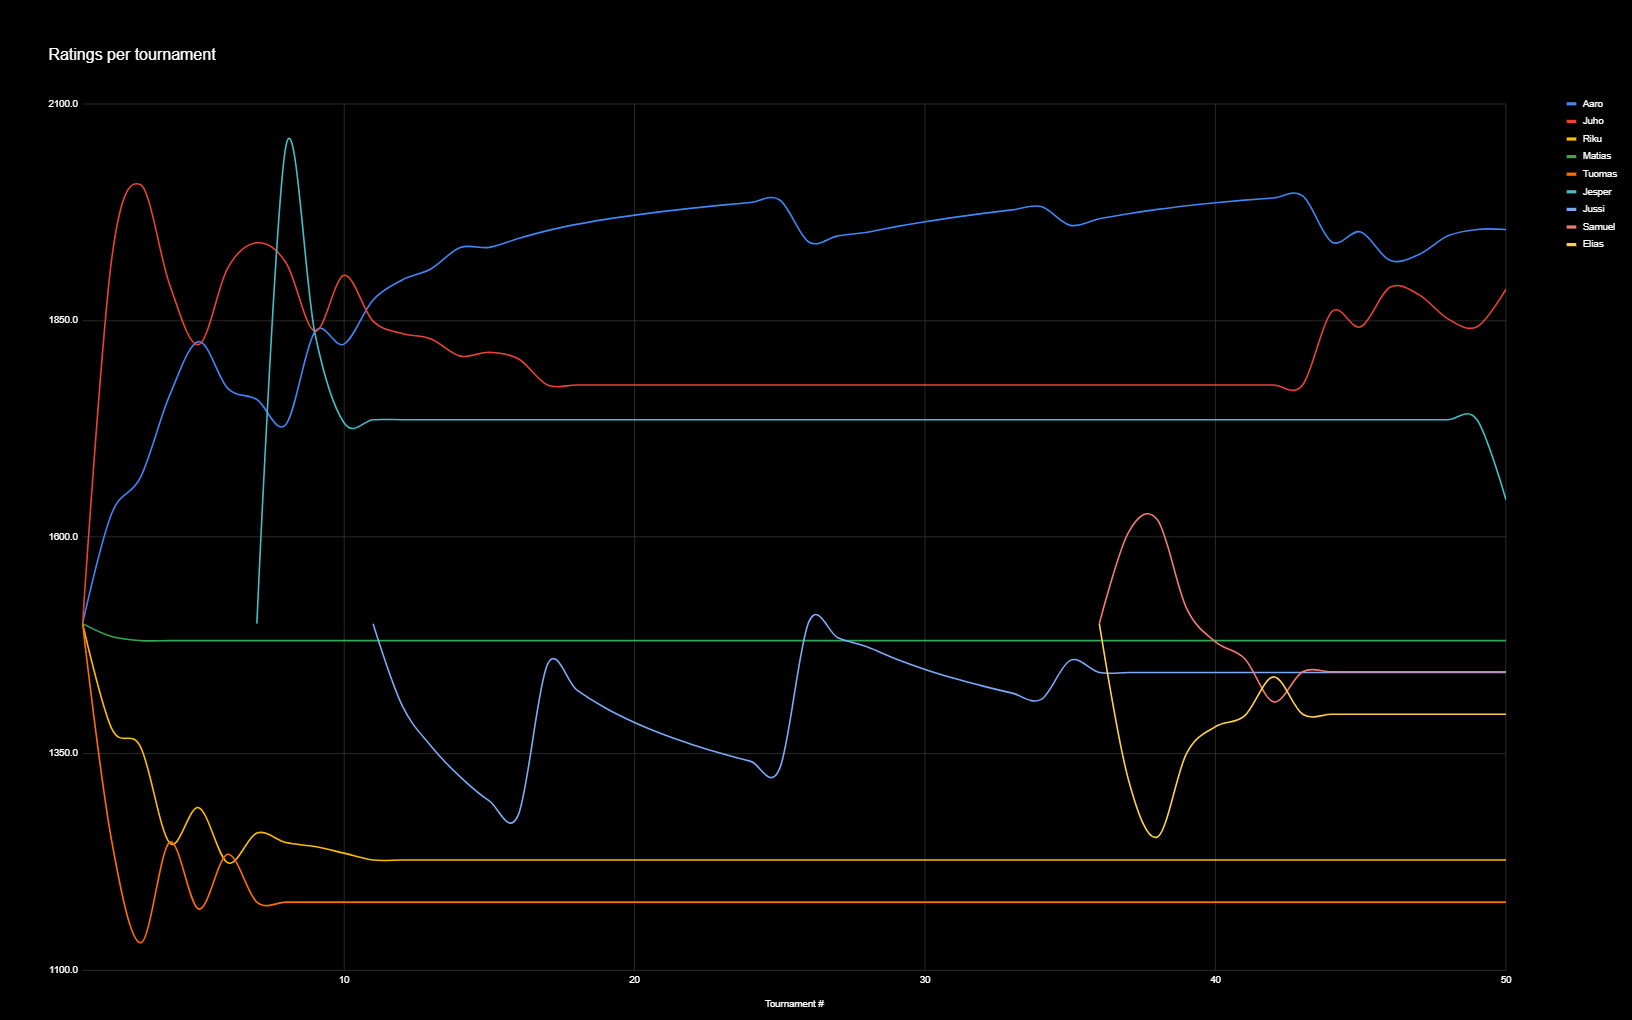 Ratings per tournament
2100.0
1850.0
1600.0
1350.0
1100.0
10
20
30
40
50
Tournament #
Aaro
Juho
Riku
Matias
Tuomas
Jesper
Jussi
Samuel
Elias